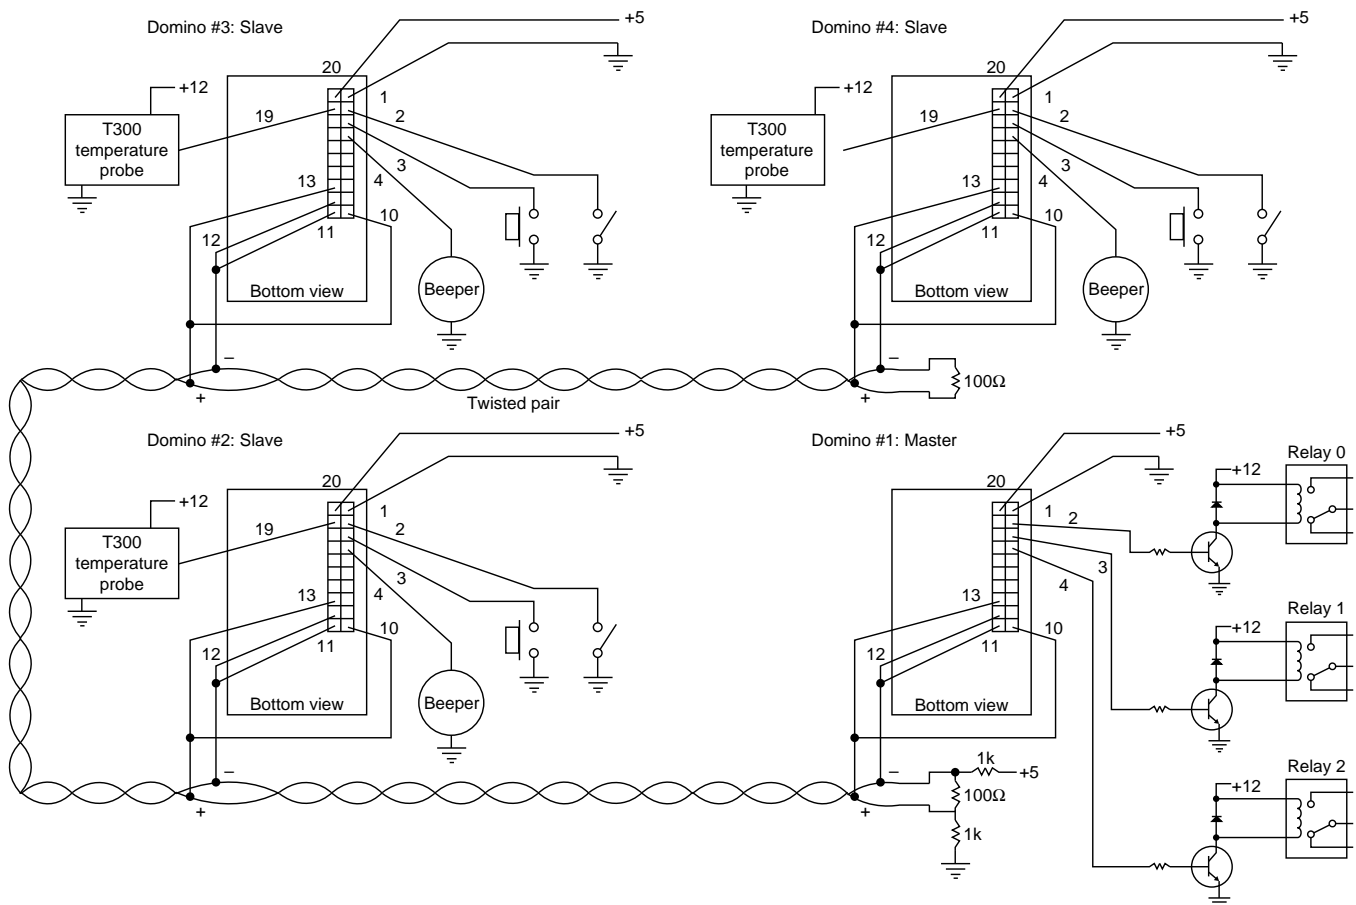 Domino #3: Slave
+5
20
+12
T300
temperature
probe
19
1
2
3
4
13
10
12
11
Bottom view
Beeper
–
+
Domino #4: Slave
+5
20
+12
T300
temperature
probe
19
1
2
3
4
13
10
12
11
Bottom view
Beeper
–
+
100Ω
Twisted pair
Domino #2: Slave
+5
20
+12
T300
temperature
probe
19
1
2
3
4
13
10
12
11
Bottom view
Beeper
–
+
Domino #1: Master
+5
20
1
2
3
4
13
10
12
11
Bottom view
–
+
1k
+5
100Ω
1k
Relay 0
+12
Relay 1
+12
Relay 2
+12